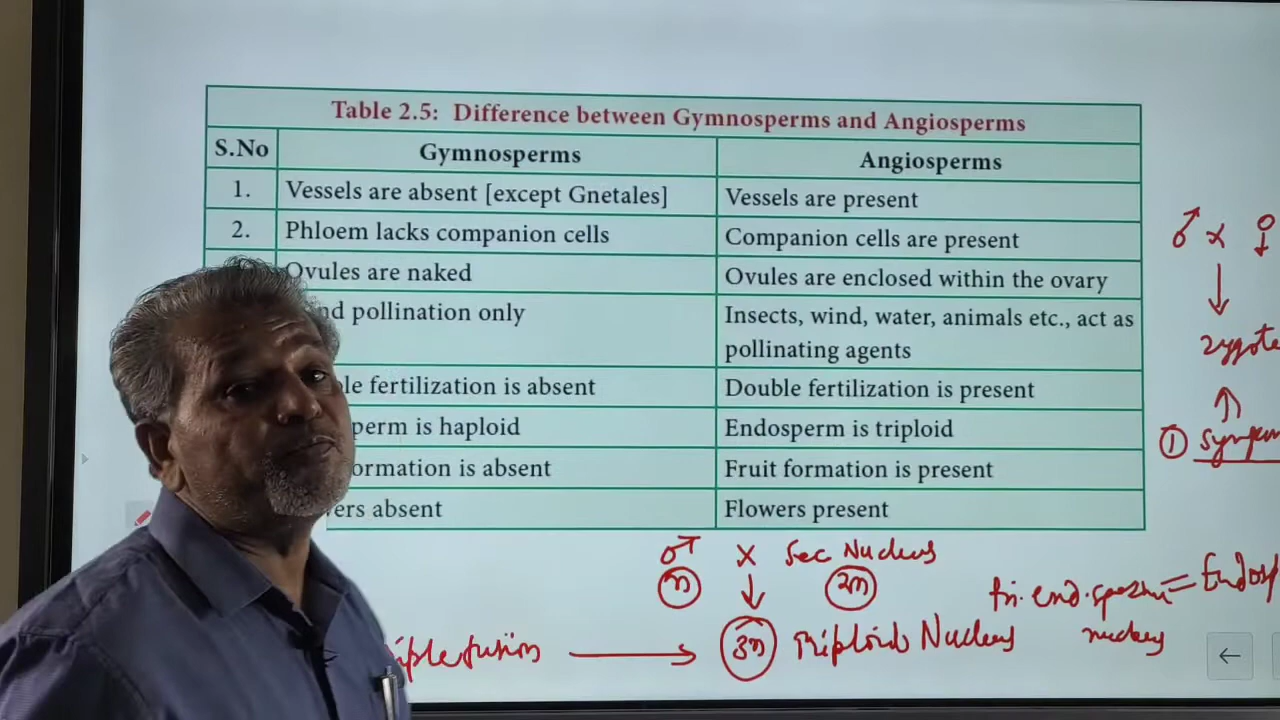 Table 2.5: Difference between Gymnosperms and Angiosperms
S.No Gymnosperms Angiosperms
1. Vessels are absent [except Gnetales] Vessels are present
2. Phloem lacks companion cells Companion cells are present
Ovules are naked Ovules are enclosed within the ovary
nd pollination only Insects, wind, water, animals etc., act as
pollinating agents
le fertilization is absent Double fertilization is present
perm is haploid Endosperm is triploid
ormation is absent Fruit formation is present
ers absent Flowers present
♂ × ♀
↓
zygote
↑
① syngam
♂ × Sec Nucleus
n ↓ 2n
tri. end. = Endosp
3n Triploid Nucleus